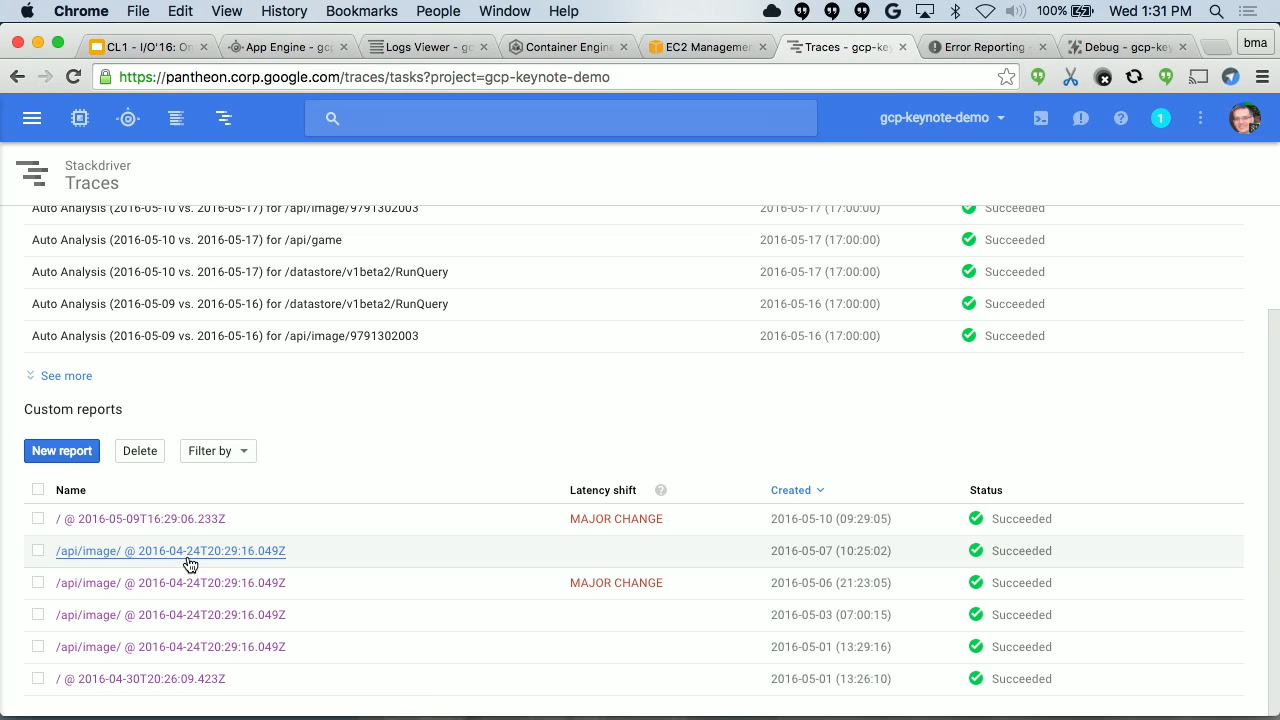 Chrome File Edit View History Bookmarks People Window Help 100% Wed 1:31 PM
CL1 - I/O'16: On App Engine - gcp Logs Viewer - gc Container Engin EC2 Managemen Traces - gcp-key Error Reporting - Debug - gcp-key bma
https://pantheon.corp.google.com/traces/tasks?project=gcp-keynote-demo
gcp-keynote-demo 1
Stackdriver
Traces
Auto Analysis (2016-05-10 vs. 2016-05-17) for /api/image/9791302003 2016-05-17 (17:00:00) Succeeded
Auto Analysis (2016-05-10 vs. 2016-05-17) for /api/game 2016-05-17 (17:00:00) Succeeded
Auto Analysis (2016-05-10 vs. 2016-05-17) for /datastore/v1beta2/RunQuery 2016-05-17 (17:00:00) Succeeded
Auto Analysis (2016-05-09 vs. 2016-05-16) for /datastore/v1beta2/RunQuery 2016-05-16 (17:00:00) Succeeded
Auto Analysis (2016-05-09 vs. 2016-05-16) for /api/image/9791302003 2016-05-16 (17:00:00) Succeeded
See more
Custom reports
New report Delete Filter by
Name Latency shift ? Created Status
/ @ 2016-05-09T16:29:06.233Z MAJOR CHANGE 2016-05-10 (09:29:05) Succeeded
/api/image/ @ 2016-04-24T20:29:16.049Z 2016-05-07 (10:25:02) Succeeded
/api/image/ @ 2016-04-24T20:29:16.049Z MAJOR CHANGE 2016-05-06 (21:23:05) Succeeded
/api/image/ @ 2016-04-24T20:29:16.049Z 2016-05-03 (07:00:15) Succeeded
/api/image/ @ 2016-04-24T20:29:16.049Z 2016-05-01 (13:29:16) Succeeded
/ @ 2016-04-30T20:26:09.423Z 2016-05-01 (13:26:10) Succeeded